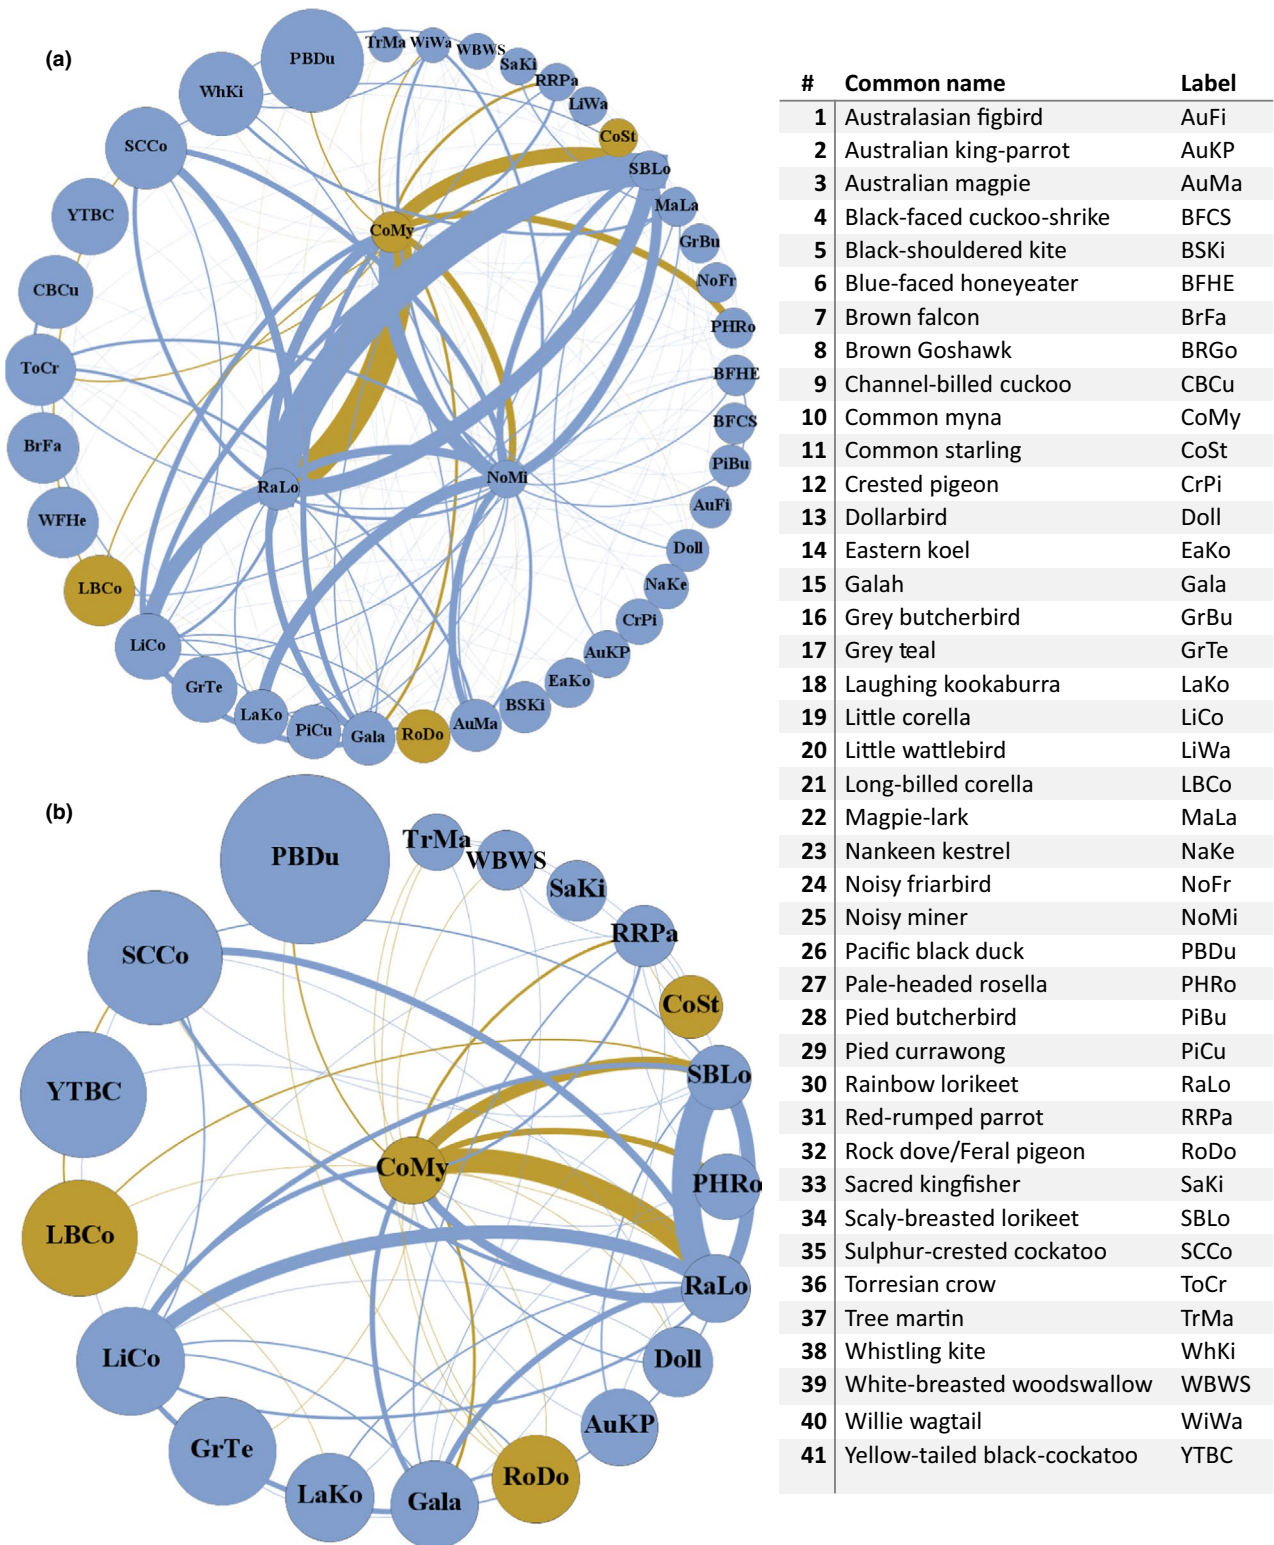 (a)
PBDu
TrMa
WiWa
WBWS
SaKi
RRPa
LiWa
CoSt
SBLo
MaLa
GrBu
NoFr
PHRo
BFHE
BFCS
PiBu
AuFi
Doll
NaKe
CrPi
AuKP
EaKo
BSKi
AuMa
RoDo
Gala
PiCu
LaKo
GrTe
LiCo
LBCo
WFHe
BrFa
ToCr
CBCu
YTBC
SCCo
WhKi
CoMy
RaLo
NoMi
(b)
PBDu
TrMa
WBWS
SaKi
RRPa
CoSt
SBLo
PHRo
RaLo
Doll
AuKP
RoDo
Gala
LaKo
GrTe
LiCo
LBCo
YTBC
SCCo
CoMy
# Common name Label
1 Australasian figbird AuFi
2 Australian king-parrot AuKP
3 Australian magpie AuMa
4 Black-faced cuckoo-shrike BFCS
5 Black-shouldered kite BSKi
6 Blue-faced honeyeater BFHE
7 Brown falcon BrFa
8 Brown Goshawk BRGo
9 Channel-billed cuckoo CBCu
10 Common myna CoMy
11 Common starling CoSt
12 Crested pigeon CrPi
13 Dollarbird Doll
14 Eastern koel EaKo
15 Galah Gala
16 Grey butcherbird GrBu
17 Grey teal GrTe
18 Laughing kookaburra LaKo
19 Little corella LiCo
20 Little wattlebird LiWa
21 Long-billed corella LBCo
22 Magpie-lark MaLa
23 Nankeen kestrel NaKe
24 Noisy friarbird NoFr
25 Noisy miner NoMi
26 Pacific black duck PBDu
27 Pale-headed rosella PHRo
28 Pied butcherbird PiBu
29 Pied currawong PiCu
30 Rainbow lorikeet RaLo
31 Red-rumped parrot RRPa
32 Rock dove/Feral pigeon RoDo
33 Sacred kingfisher SaKi
34 Scaly-breasted lorikeet SBLo
35 Sulphur-crested cockatoo SCCo
36 Torresian crow ToCr
37 Tree martin TrMa
38 Whistling kite WhKi
39 White-breasted woodswallow WBWS
40 Willie wagtail WiWa
41 Yellow-tailed black-cockatoo YTBC